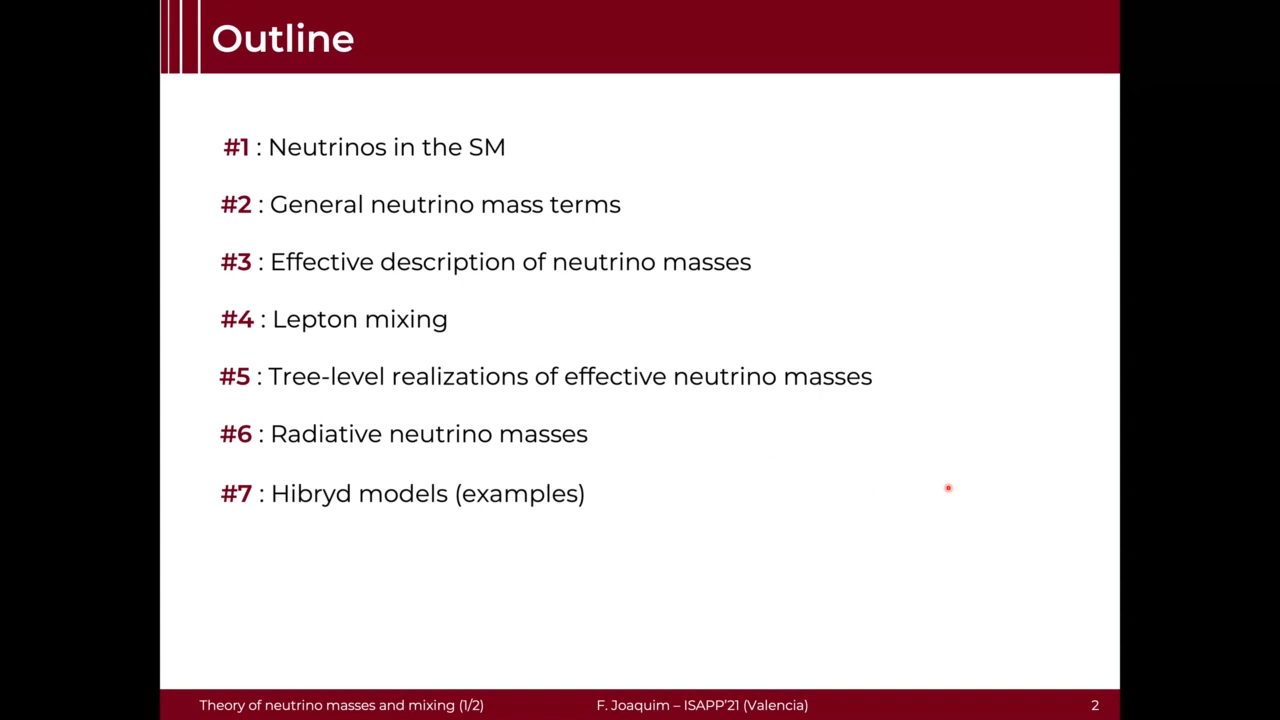 Outline
#1 : Neutrinos in the SM
#2 : General neutrino mass terms
#3 : Effective description of neutrino masses
#4 : Lepton mixing
#5 : Tree-level realizations of effective neutrino masses
#6 : Radiative neutrino masses
#7 : Hibryd models (examples)
Theory of neutrino masses and mixing (1/2) F. Joaquim – ISAPP’21 (Valencia) 2